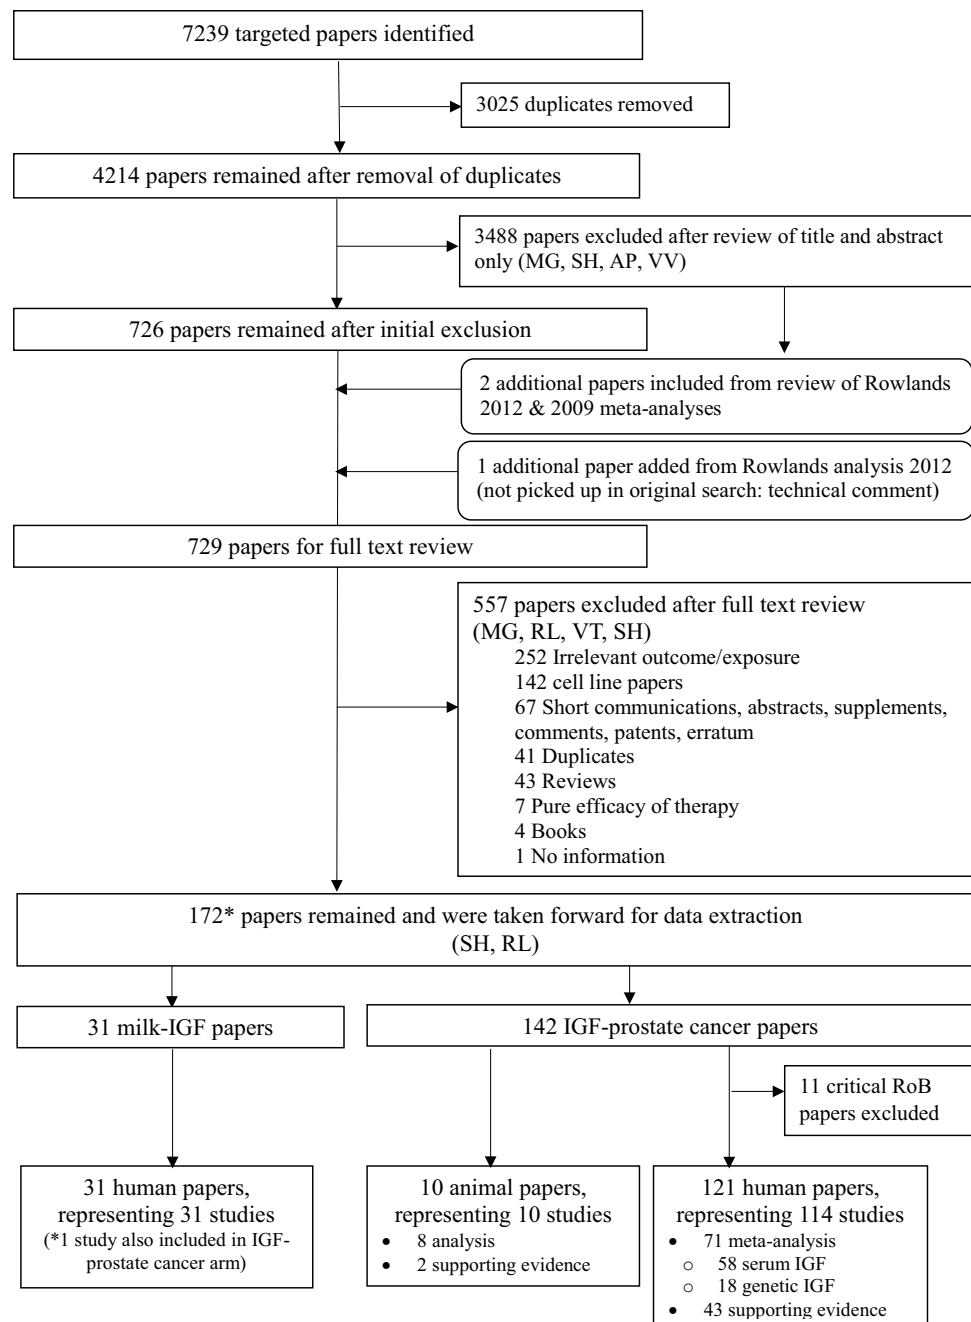 7239 targeted papers identified
3025 duplicates removed
4214 papers remained after removal of duplicates
3488 papers excluded after review of title and abstract
only (MG, SH, AP, VV)
726 papers remained after initial exclusion
2 additional papers included from review of Rowlands
2012 & 2009 meta-analyses
1 additional paper added from Rowlands analysis 2012
(not picked up in original search: technical comment)
729 papers for full text review
557 papers excluded after full text review
(MG, RL, VT, SH)
252 Irrelevant outcome/exposure
142 cell line papers
67 Short communications, abstracts, supplements,
comments, patents, erratum
41 Duplicates
43 Reviews
7 Pure efficacy of therapy
4 Books
1 No information
172* papers remained and were taken forward for data extraction
(SH, RL)
31 milk-IGF papers
142 IGF-prostate cancer papers
11 critical RoB
papers excluded
31 human papers,
representing 31 studies
(*1 study also included in IGF-
prostate cancer arm)
10 animal papers,
representing 10 studies
• 8 analysis
• 2 supporting evidence
121 human papers,
representing 114 studies
• 71 meta-analysis
o 58 serum IGF
o 18 genetic IGF
• 43 supporting evidence